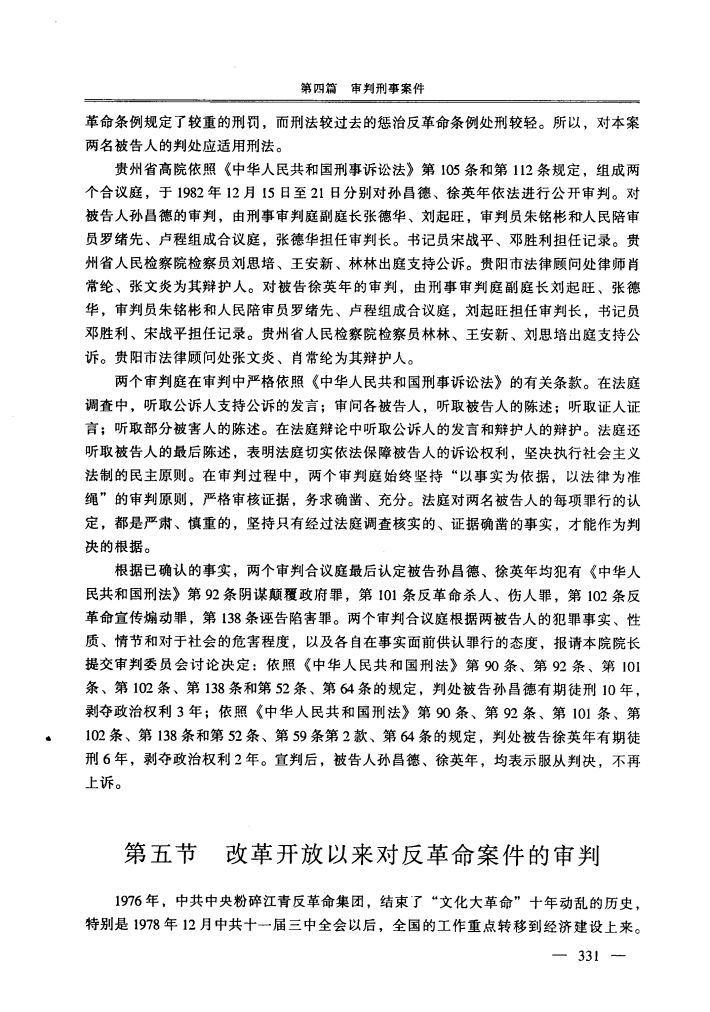 第四篇　审判刑事案件
革命条例规定了较重的刑罚，而刑法较过去的惩治反革命条例处刑较轻。所以，对本案
两名被告人的判处应适用刑法。
贵州省高院依照《中华人民共和国刑事诉讼法》第 105 条和第 112 条规定，组成两
个合议庭，于 1982 年 12 月 15 日至 21 日分别对孙昌德、徐英年依法进行公开审判。对
被告人孙昌德的审判，由刑事审判庭副庭长张德华、刘起旺，审判员朱铭彬和人民陪审
员罗绪先、卢程组成合议庭，张德华担任审判长。书记员宋战平、邓胜利担任记录。贵
州省人民检察院检察员刘思培、王安新、林林出庭支持公诉。贵阳市法律顾问处律师肖
常纶、张文炎为其辩护人。对被告徐英年的审判，由刑事审判庭副庭长刘起旺、张德
华，审判员朱铭彬和人民陪审员罗绪先、卢程组成合议庭，刘起旺担任审判长，书记员
邓胜利、宋战平担任记录。贵州省人民检察院检察员林林、王安新、刘思培出庭支持公
诉。贵阳市法律顾问处张文炎、肖常纶为其辩护人。
两个审判庭在审判中严格依照《中华人民共和国刑事诉讼法》的有关条款。在法庭
调查中，听取公诉人支持公诉的发言；审问各被告人，听取被告人的陈述；听取证人证
言；听取部分被害人的陈述。在法庭辩论中听取公诉人的发言和辩护人的辩护。法庭还
听取被告人的最后陈述，表明法庭切实依法保障被告人的诉讼权利，坚决执行社会主义
法制的民主原则。在审判过程中，两个审判庭始终坚持“以事实为依据，以法律为准
绳”的审判原则，严格审核证据，务求确凿、充分。法庭对两名被告人的每项罪行的认
定，都是严肃、慎重的，坚持只有经过法庭调查核实的、证据确凿的事实，才能作为判
决的根据。
根据已确认的事实，两个审判合议庭最后认定被告孙昌德、徐英年均犯有《中华人
民共和国刑法》第 92 条阴谋颠覆政府罪，第 101 条反革命杀人、伤人罪，第 102 条反
革命宣传煽动罪，第 138 条诬告陷害罪。两个审判合议庭根据两被告人的犯罪事实、性
质、情节和对于社会的危害程度，以及各自在事实面前供认罪行的态度，报请本院院长
提交审判委员会讨论决定：依照《中华人民共和国刑法》第 90 条、第 92 条、第 101
条、第 102 条、第 138 条和第 52 条、第 64 条的规定，判处被告孙昌德有期徒刑 10 年，
剥夺政治权利 3 年；依照《中华人民共和国刑法》第 90 条、第 92 条、第 101 条、第
102 条、第 138 条和第 52 条、第 59 条第 2 款、第 64 条的规定，判处被告徐英年有期徒
刑 6 年，剥夺政治权利 2 年。宣判后，被告人孙昌德、徐英年，均表示服从判决，不再
上诉。
第五节　改革开放以来对反革命案件的审判
1976 年，中共中央粉碎江青反革命集团，结束了“文化大革命”十年动乱的历史，
特别是 1978 年 12 月中共十一届三中全会以后，全国的工作重点转移到经济建设上来。
— 331 —